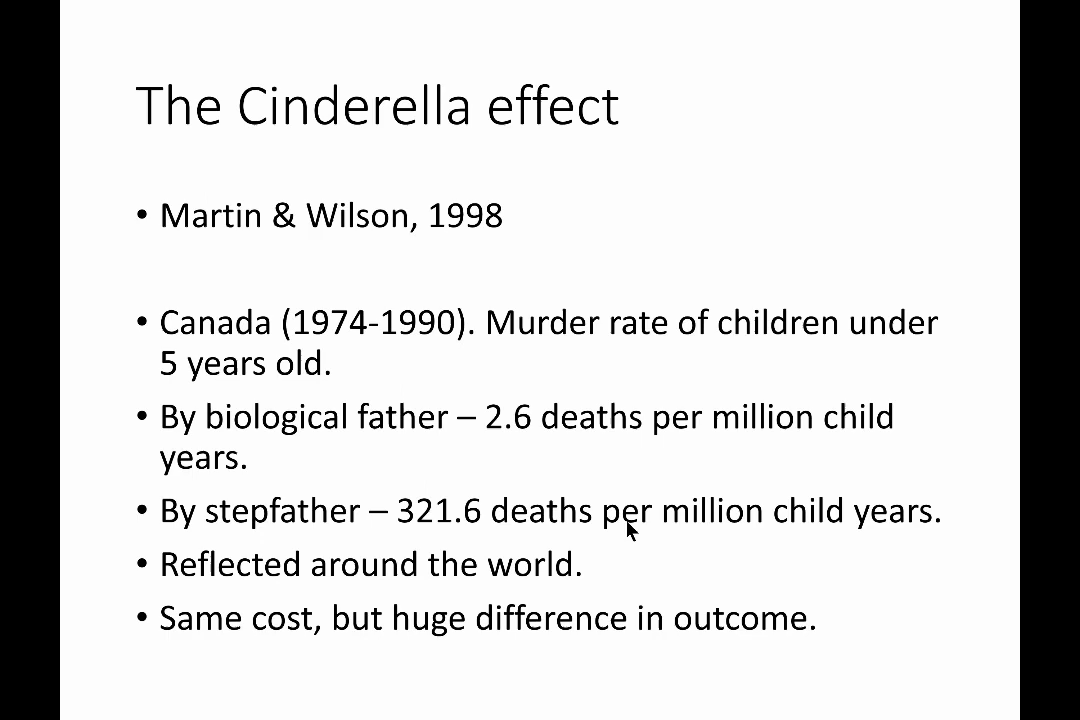 The Cinderella effect
• Martin & Wilson, 1998
• Canada (1974-1990). Murder rate of children under
5 years old.
• By biological father – 2.6 deaths per million child
years.
• By stepfather – 321.6 deaths per million child years.
• Reflected around the world.
• Same cost, but huge difference in outcome.